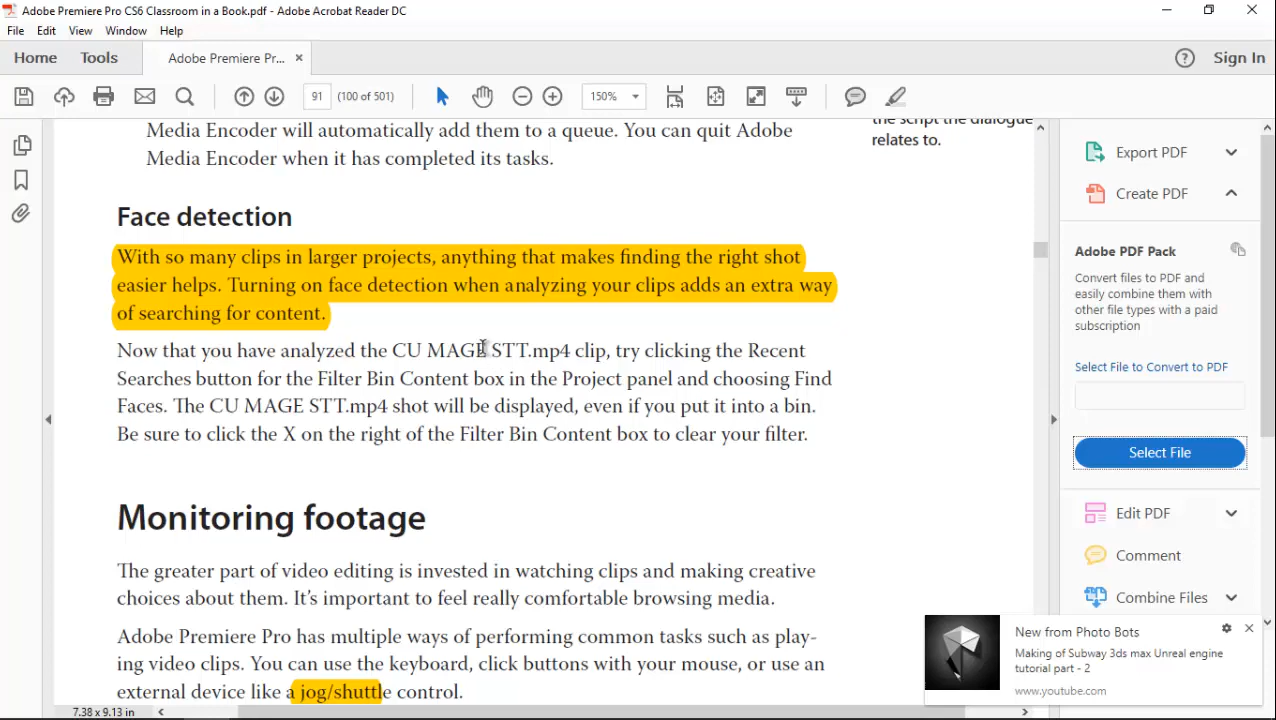 Adobe Premiere Pro CS6 Classroom in a Book.pdf - Adobe Acrobat Reader DC
File Edit View Window Help
Home Tools Adobe Premiere Pr... × ? Sign In
91 (100 of 501) 150%
Media Encoder will automatically add them to a queue. You can quit Adobe
Media Encoder when it has completed its tasks.
the script the dialogue
relates to.
Face detection
With so many clips in larger projects, anything that makes finding the right shot
easier helps. Turning on face detection when analyzing your clips adds an extra way
of searching for content.
Now that you have analyzed the CU MAGE STT.mp4 clip, try clicking the Recent
Searches button for the Filter Bin Content box in the Project panel and choosing Find
Faces. The CU MAGE STT.mp4 shot will be displayed, even if you put it into a bin.
Be sure to click the X on the right of the Filter Bin Content box to clear your filter.
Monitoring footage
The greater part of video editing is invested in watching clips and making creative
choices about them. It's important to feel really comfortable browsing media.
Adobe Premiere Pro has multiple ways of performing common tasks such as play-
ing video clips. You can use the keyboard, click buttons with your mouse, or use an
external device like a jog/shuttle control.
7.38 x 9.13 in
Export PDF
Create PDF
Adobe PDF Pack
Convert files to PDF and
easily combine them with
other file types with a paid
subscription
Select File to Convert to PDF
Select File
Edit PDF
Comment
Combine Files
New from Photo Bots
Making of Subway 3ds max Unreal engine
tutorial part - 2
www.youtube.com